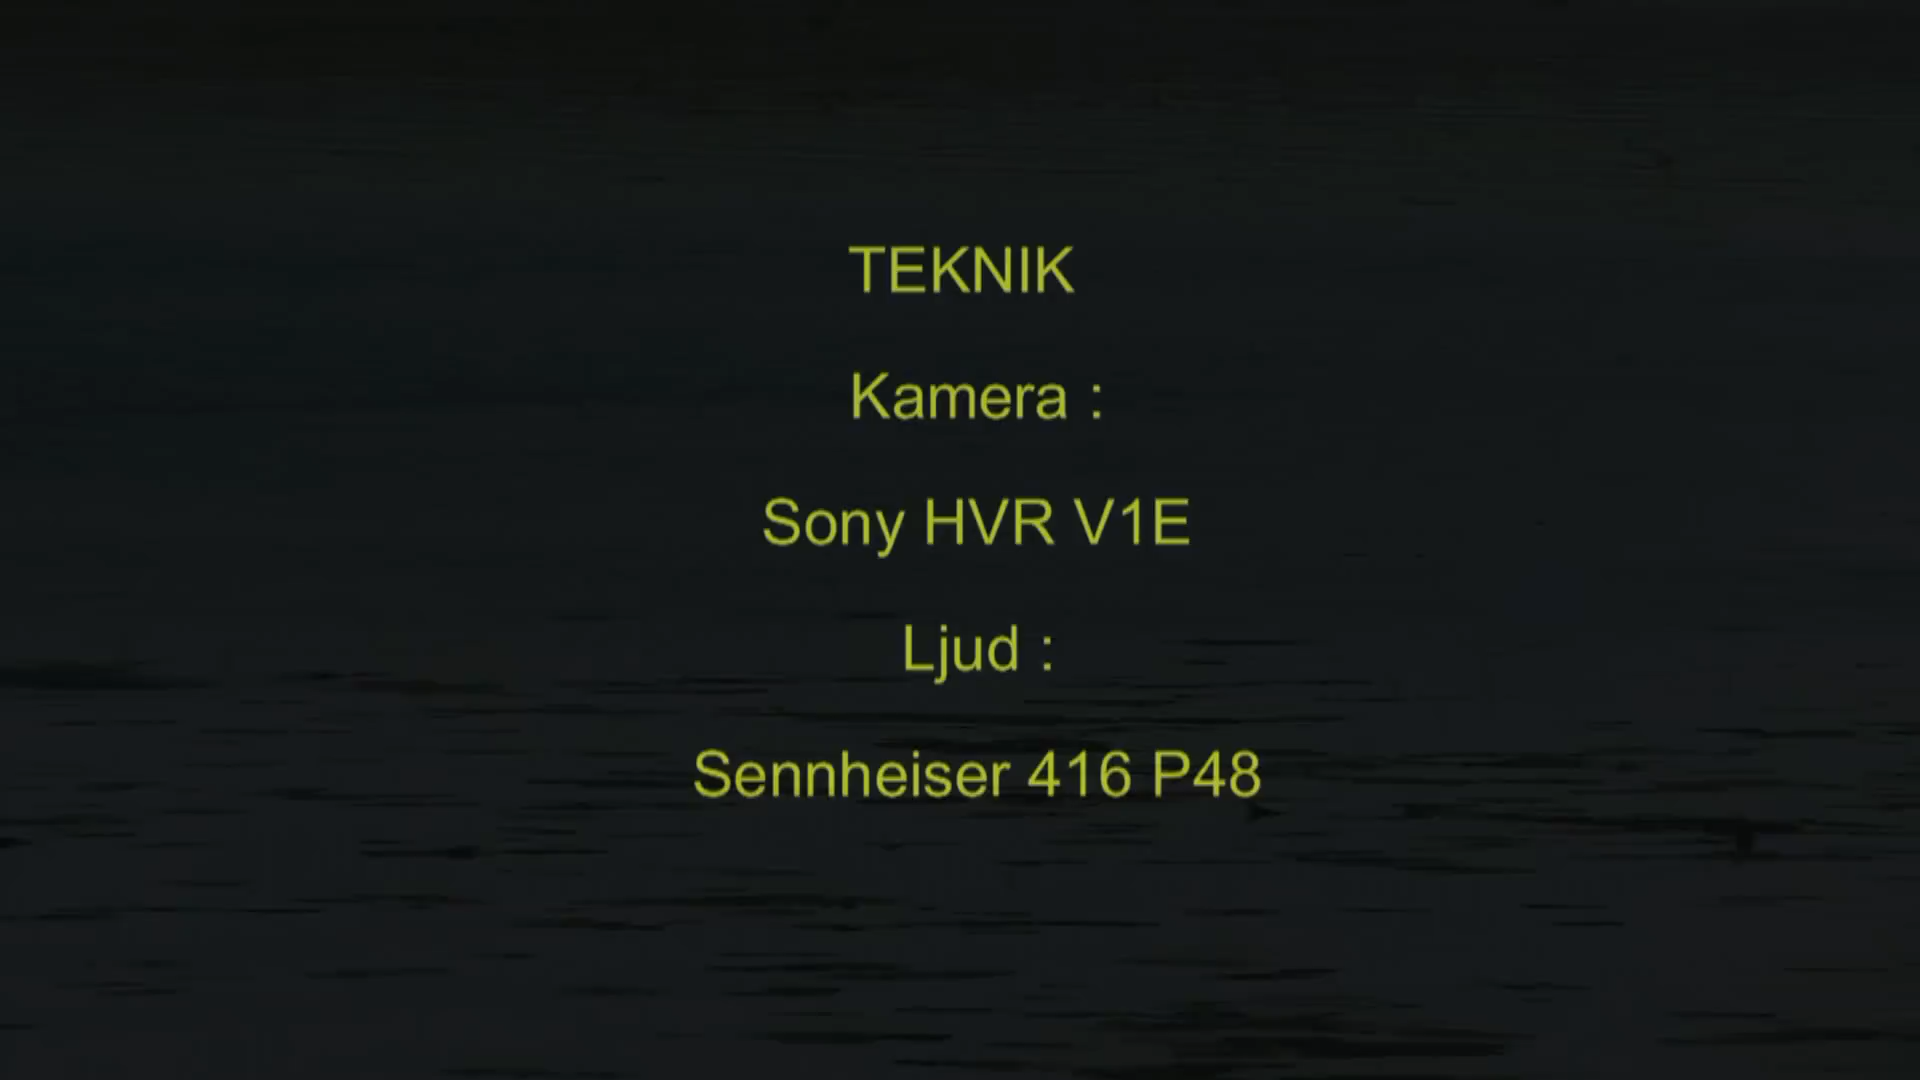 TEKNIK
Kamera :
Sony HVR V1E
Ljud :
Sennheiser 416 P48